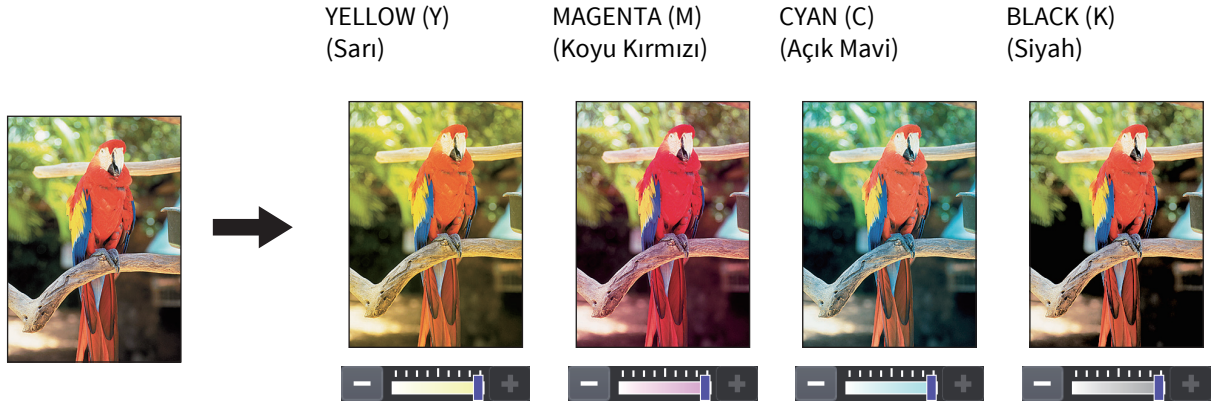 YELLOW (Y)
(Sarı)
MAGENTA (M)
(Koyu Kırmızı)
CYAN (C)
(Açık Mavi)
BLACK (K)
(Siyah)